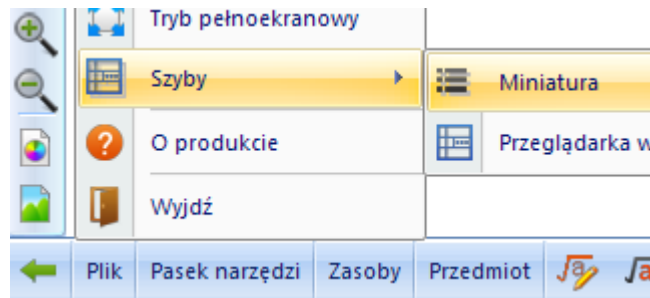 Tryb pełnoekranowy
Szyby
Miniatura
O produkcie
Przeglądarka
Wyjdź
Plik Pasek narzędzi Zasoby Przedmiot